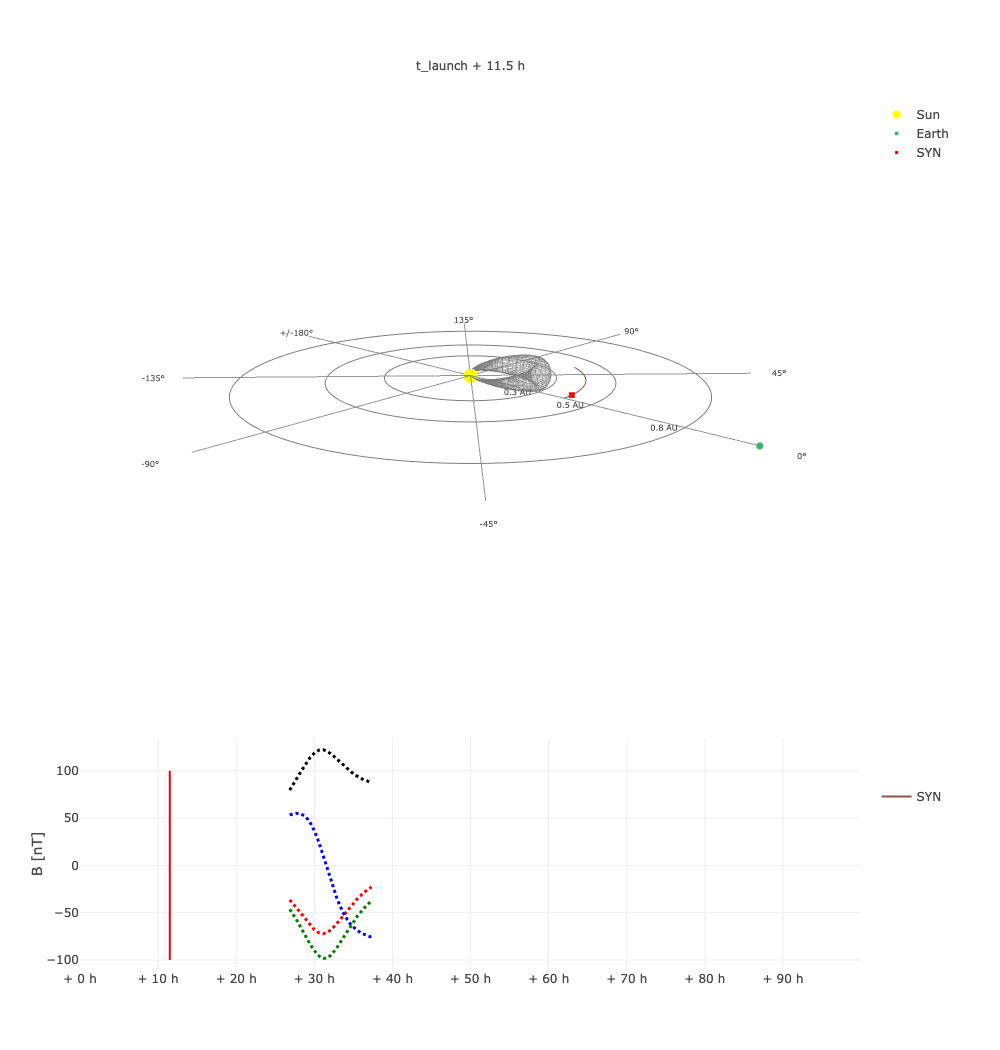 t_launch + 11.5 h
Sun
Earth
SYN
135°
+/-180°
90°
-135°
45°
0.3 AU
0.5 AU
0.8 AU
-90°
0°
-45°
100
50
0
−50
−100
B [nT]
SYN
+ 0 h + 10 h + 20 h + 30 h + 40 h + 50 h + 60 h + 70 h + 80 h + 90 h